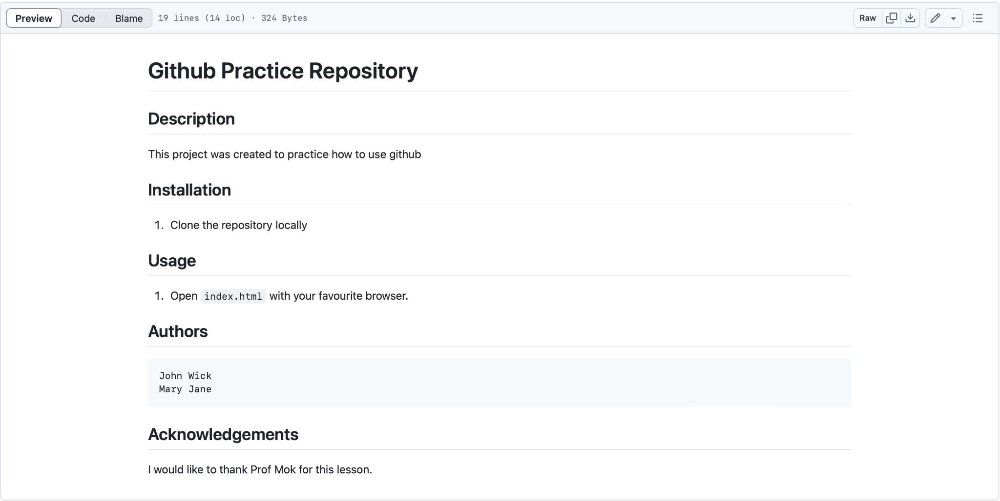 Preview Code Blame 19 lines (14 loc) · 324 Bytes Raw
Github Practice Repository
Description
This project was created to practice how to use github
Installation
1. Clone the repository locally
Usage
1. Open index.html with your favourite browser.
Authors
John Wick
Mary Jane
Acknowledgements
I would like to thank Prof Mok for this lesson.